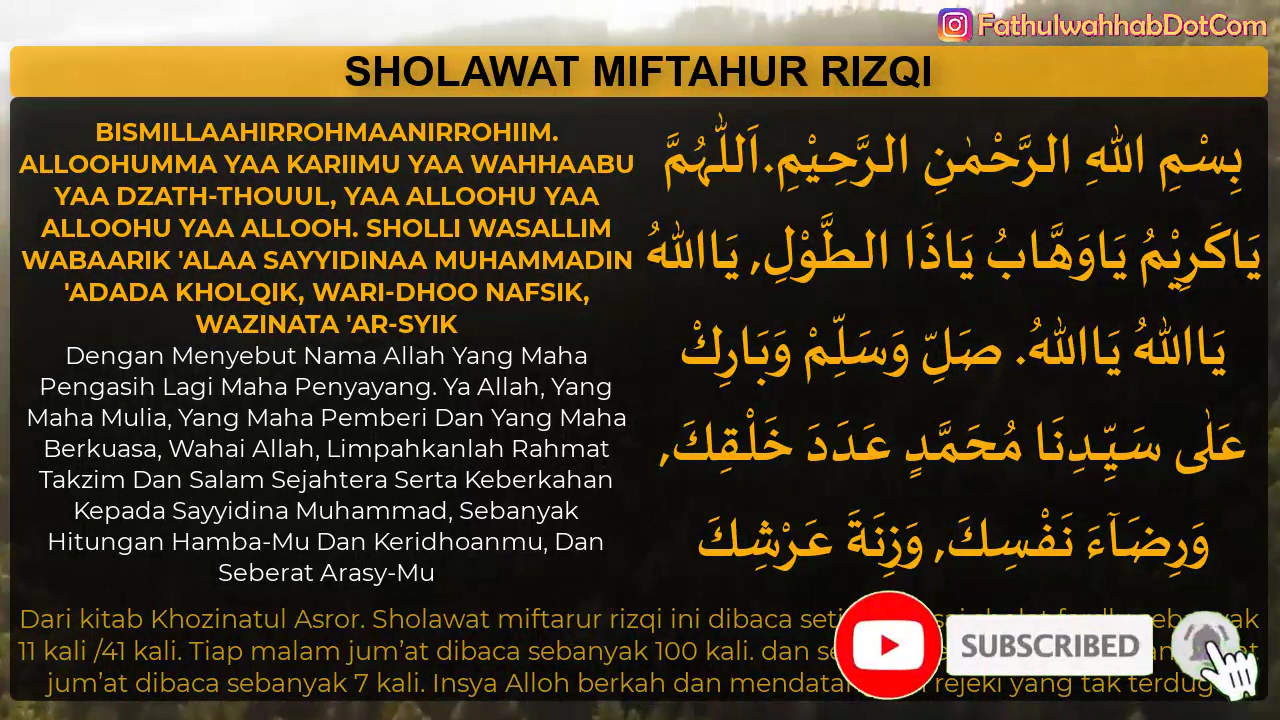 FathulwahhabDotCom
SHOLAWAT MIFTAHUR RIZQI
BISMILLAAHIRROHMAANIRROHIIM.
ALLOOHUMMA YAA KARIIMU YAA WAHHAABU
YAA DZATH-THOUUL, YAA ALLOOHU YAA
ALLOOHU YAA ALLOOH. SHOLLI WASALLIM
WABAARIK 'ALAA SAYYIDINAA MUHAMMADIN
'ADADA KHOLQIK, WARI-DHOO NAFSIK,
WAZINATA 'AR-SYIK
Dengan Menyebut Nama Allah Yang Maha
Pengasih Lagi Maha Penyayang. Ya Allah, Yang
Maha Mulia, Yang Maha Pemberi Dan Yang Maha
Berkuasa, Wahai Allah, Limpahkanlah Rahmat
Takzim Dan Salam Sejahtera Serta Keberkahan
Kepada Sayyidina Muhammad, Sebanyak
Hitungan Hamba-Mu Dan Keridhoanmu, Dan
Seberat Arasy-Mu
بِسْمِ اللهِ الرَّحْمٰنِ الرَّحِيْمِ.اَللّٰهُمَّ
يَاكَرِيْمُ يَاوَهَّابُ يَاذَا الطَّوْلِ, يَااللهُ
يَااللهُ يَااللهُ. صَلِّ وَسَلِّمْ وَبَارِكْ
عَلٰى سَيِّدِنَا مُحَمَّدٍ عَدَدَ خَلْقِكَ,
وَرِضَآءَ نَفْسِكَ, وَزِنَةَ عَرْشِكَ
Dari kitab Khozinatul Asror. Sholawat miftarur rizqi ini dibaca
11 kali /41 kali. Tiap malam jum'at dibaca sebanyak 100 kali. dan
jum'at dibaca sebanyak 7 kali. Insya Alloh berkah dan rejeki yang tak
SUBSCRIBED